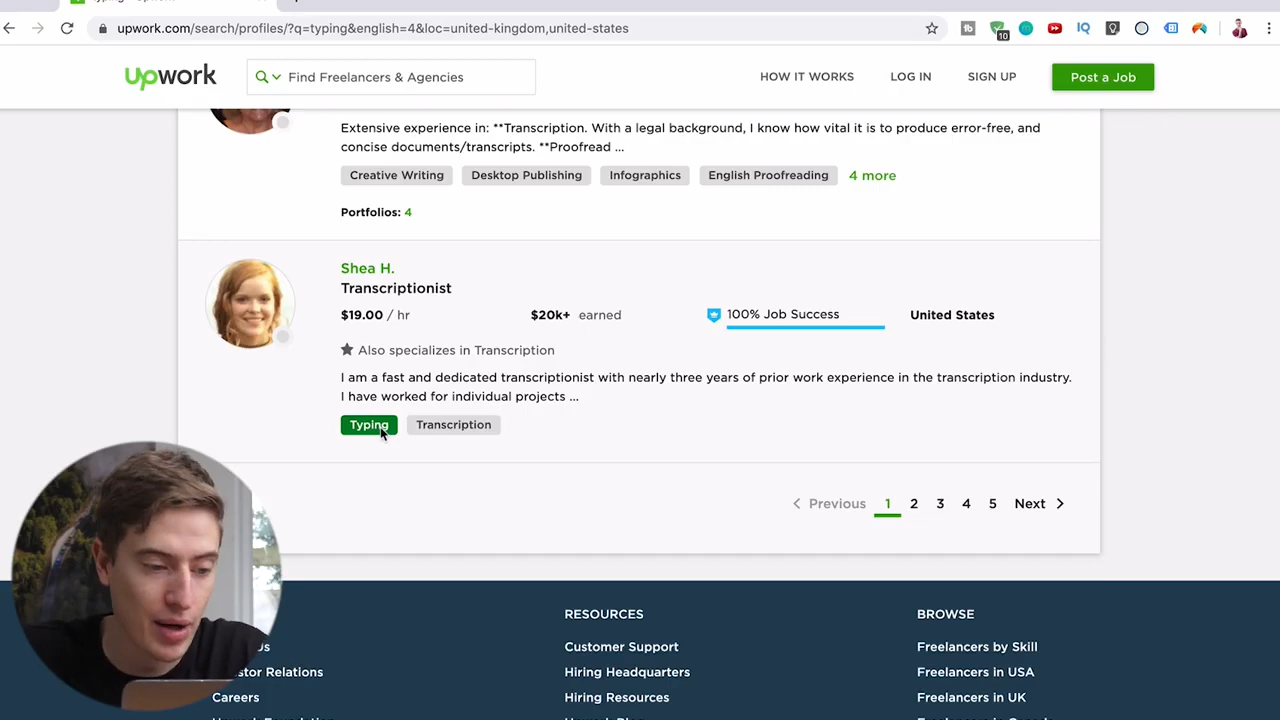 upwork.com/search/profiles/?q=typing&english=4&loc=united-kingdom,united-states
10
IQ
upwork
Find Freelancers & Agencies
HOW IT WORKS
LOG IN
SIGN UP
Post a Job
Extensive experience in: **Transcription. With a legal background, I know how vital it is to produce error-free, and
concise documents/transcripts. **Proofread ...
Creative Writing
Desktop Publishing
Infographics
English Proofreading
4 more
Portfolios: 4
Shea H.
Transcriptionist
$19.00 / hr
$20k+ earned
100% Job Success
United States
Also specializes in Transcription
I am a fast and dedicated transcriptionist with nearly three years of prior work experience in the transcription industry.
I have worked for individual projects ...
Typing
Transcription
Previous
1
2
3
4
5
Next
RESOURCES
BROWSE
Customer Support
Freelancers by Skill
Relations
Hiring Headquarters
Freelancers in USA
Careers
Hiring Resources
Freelancers in UK